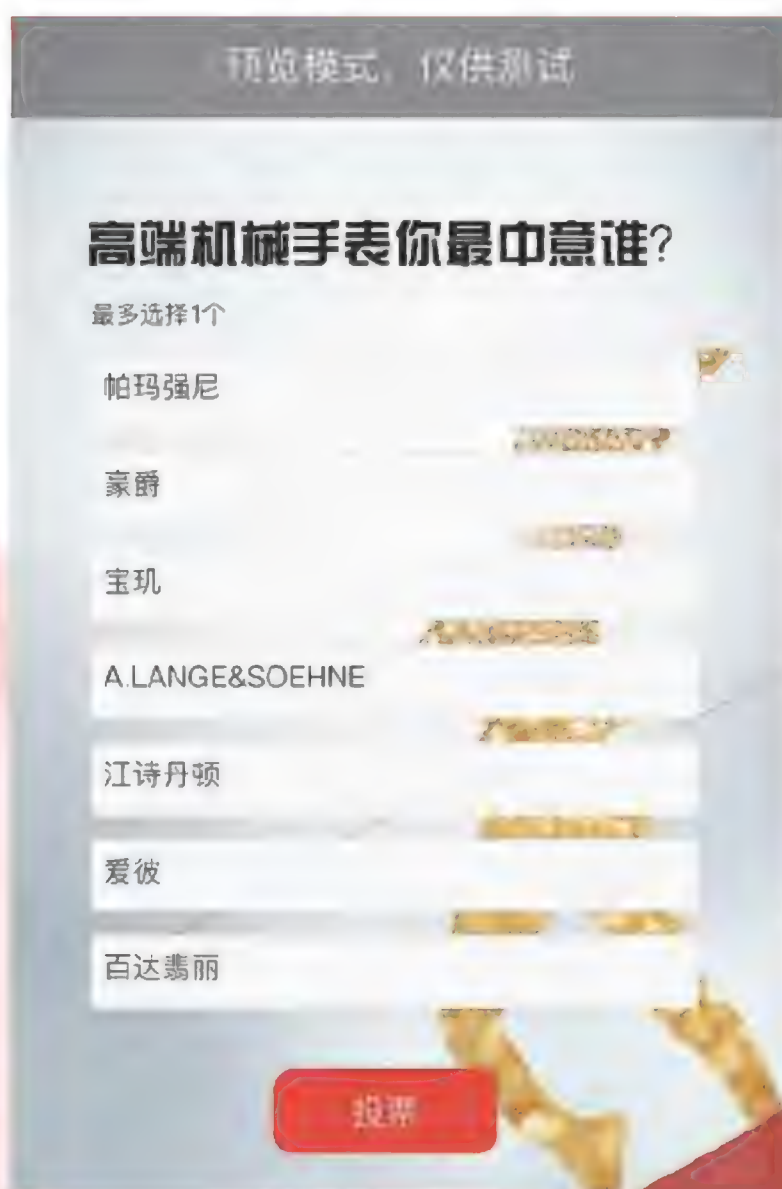 预览模式，仅供测试
高端机械手表你最中意谁?
最多选择1个
帕玛强尼
豪爵
宝玑
A.LANGE&SOEHNE
江诗丹顿
爱彼
百达翡丽
投票